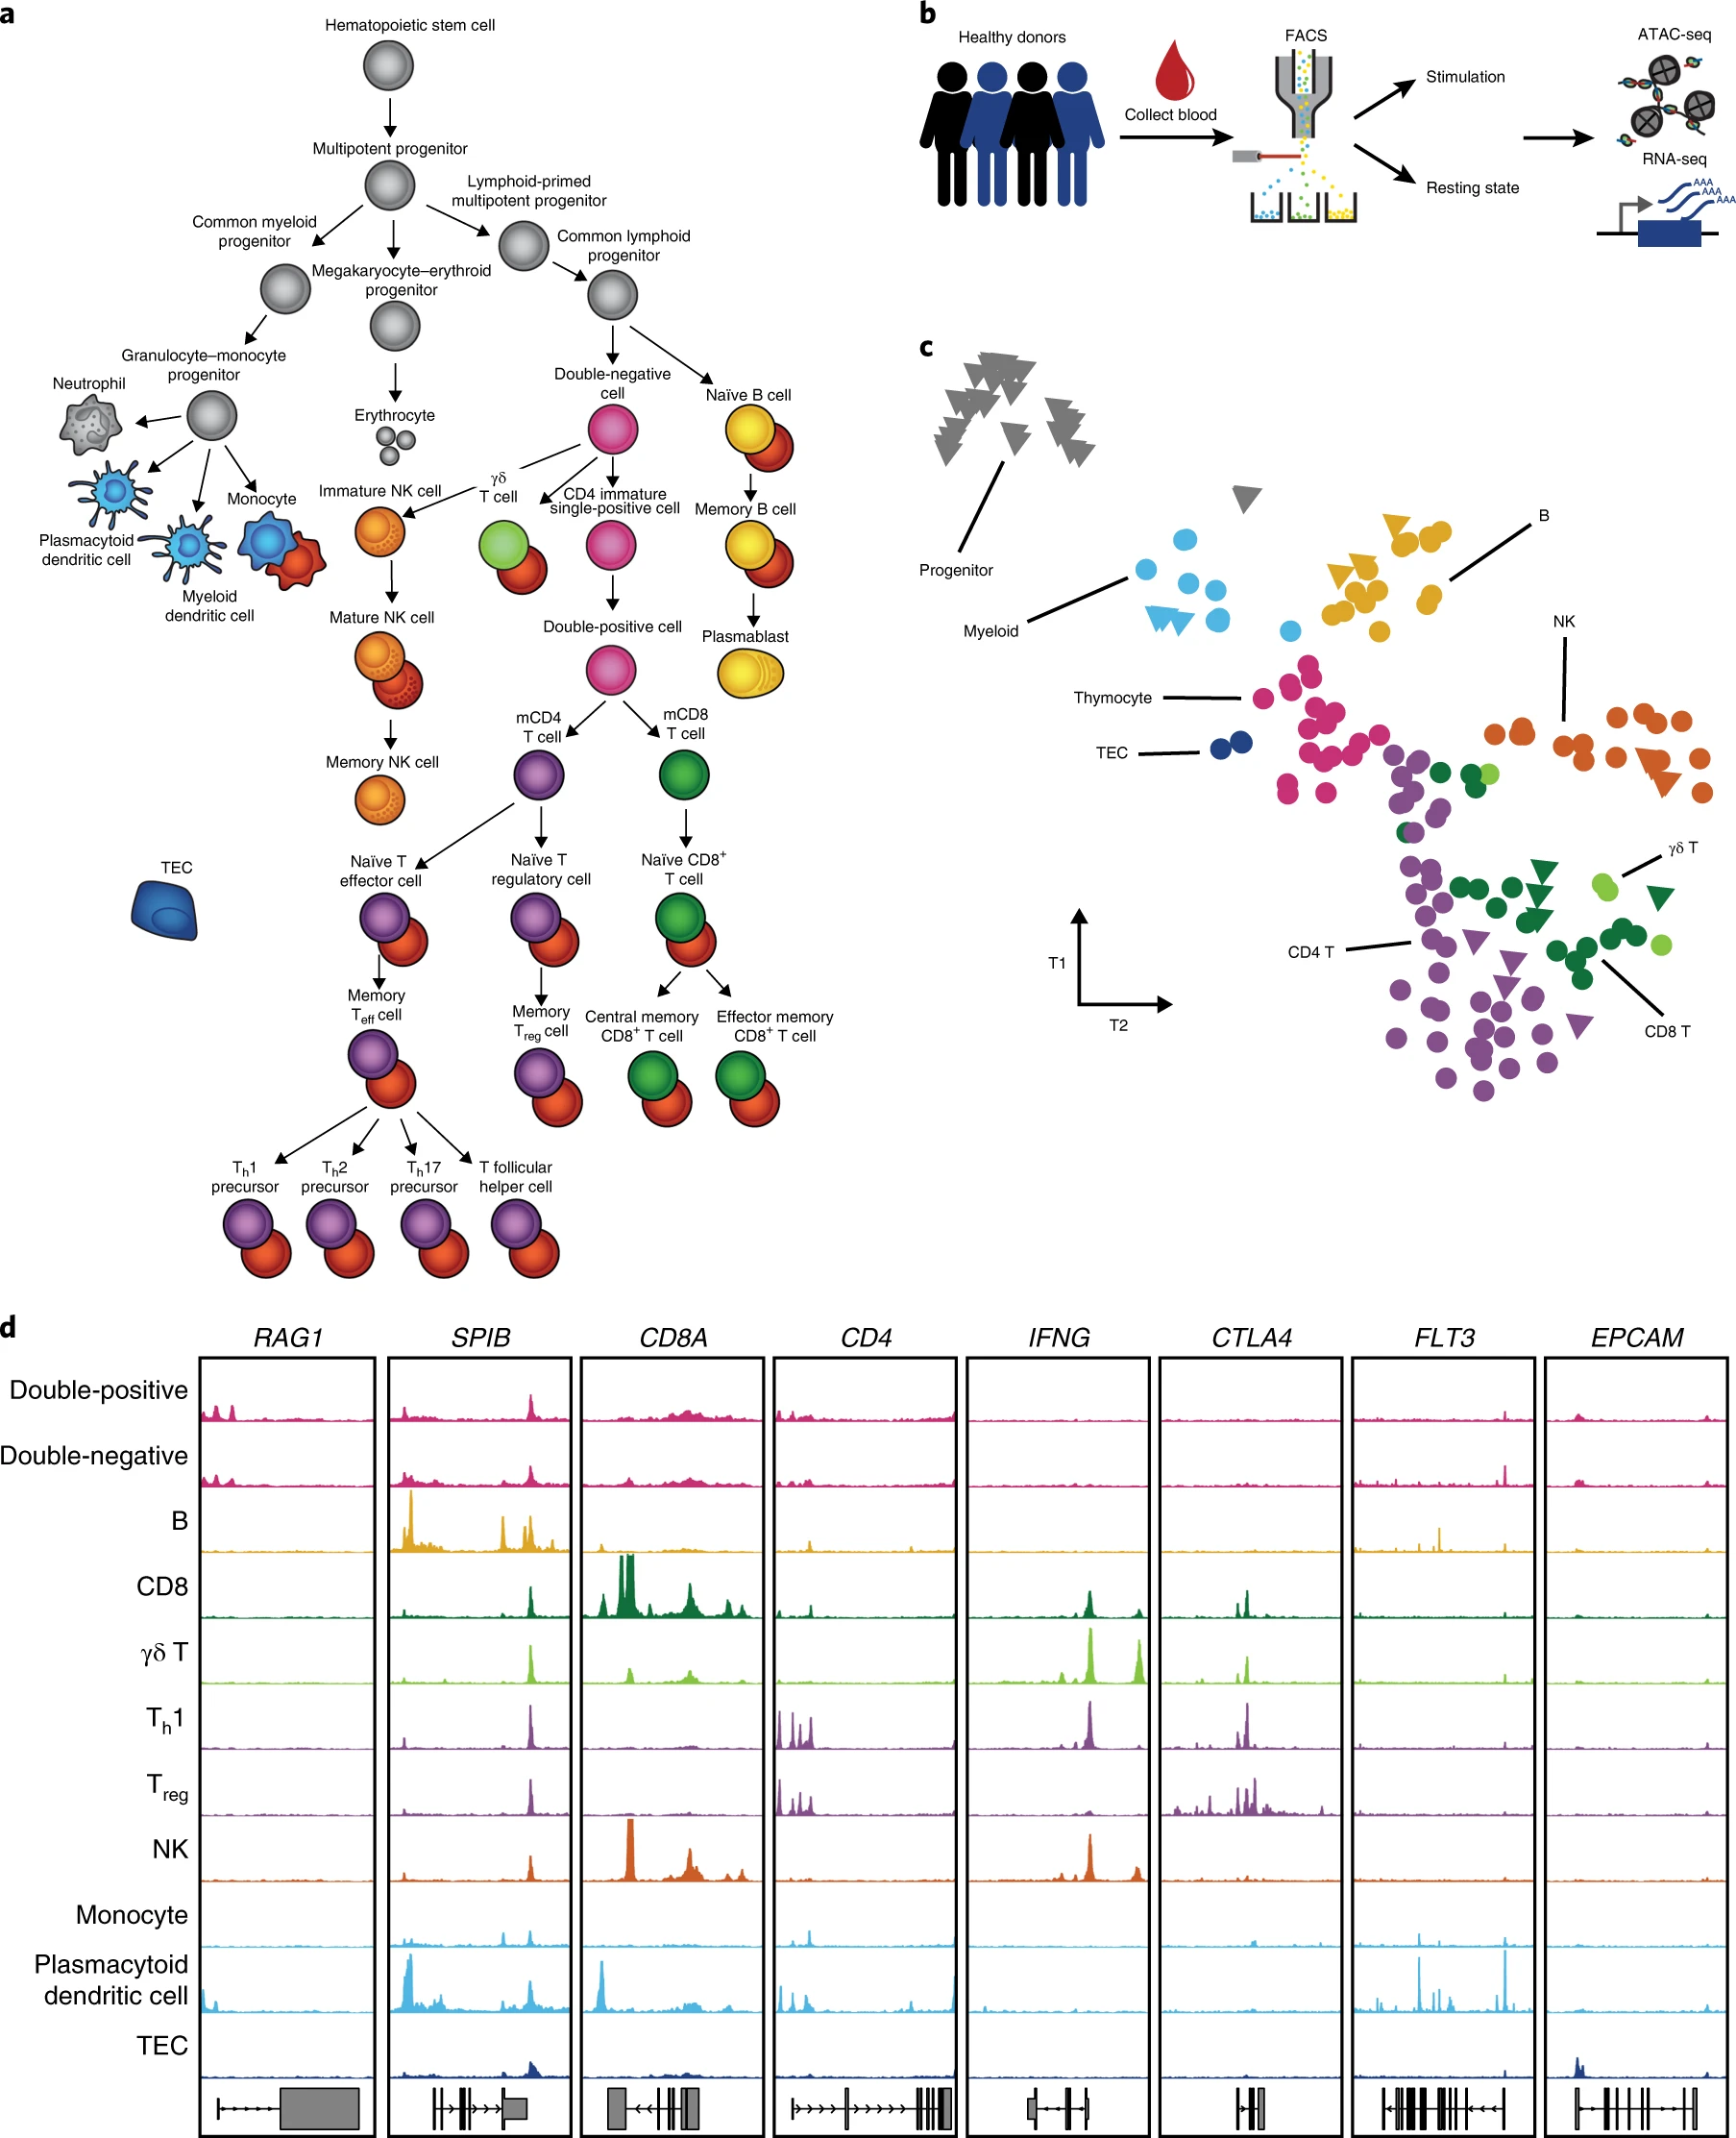 a
Hematopoietic stem cell
Multipotent progenitor
Lymphoid-primed
multipotent progenitor
Common myeloid
progenitor
Common lymphoid
progenitor
Megakaryocyte–erythroid
progenitor
Granulocyte–monocyte
progenitor
Neutrophil
Erythrocyte
Double-negative
cell
Naïve B cell
Plasmacytoid
dendritic cell
Myeloid
dendritic cell
Monocyte
Immature NK cell
γδ
T cell
CD4 immature
single-positive cell
Memory B cell
Mature NK cell
Double-positive cell
Plasmablast
mCD4
T cell
mCD8
T cell
Memory NK cell
TEC
Naïve T
effector cell
Naïve T
regulatory cell
Naïve CD8+
T cell
Memory
Teff cell
Memory
Treg cell
Central memory
CD8+ T cell
Effector memory
CD8+ T cell
Th1
precursor
Th2
precursor
Th17
precursor
T follicular
helper cell
b
Healthy donors
Collect blood
FACS
Stimulation
Resting state
ATAC-seq
RNA-seq
AAA
AAA
AAA
c
Progenitor
Myeloid
B
NK
Thymocyte
TEC
γδ T
CD4 T
CD8 T
T1
T2
d
RAG1 SPIB CD8A CD4 IFNG CTLA4 FLT3 EPCAM
Double-positive
Double-negative
B
CD8
γδ T
Th1
Treg
NK
Monocyte
Plasmacytoid
dendritic cell
TEC